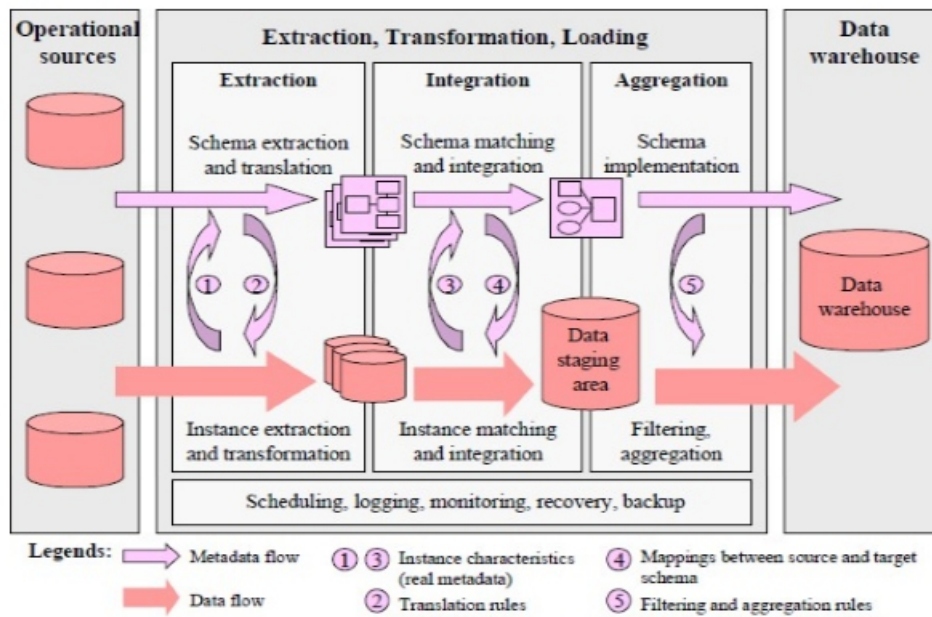 Operational
sources
Extraction, Transformation, Loading
Data
warehouse
Extraction
Integration
Aggregation
Schema extraction
and translation
Schema matching
and integration
Schema
implementation
1
2
3
4
5
Data
staging
area
Data
warehouse
Instance extraction
and transformation
Instance matching
and integration
Filtering,
aggregation
Scheduling, logging, monitoring, recovery, backup
Legends:
Metadata flow
Data flow
1 3 Instance characteristics
(real metadata)
2 Translation rules
4 Mappings between source and target
schema
5 Filtering and aggregation rules